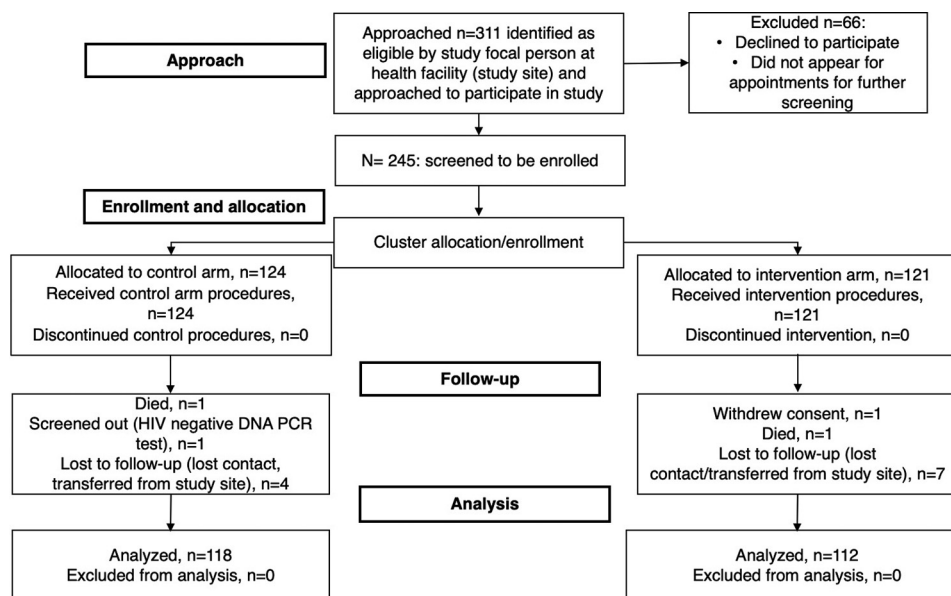 Approach
Approached n=311 identified as
eligible by study focal person at
health facility (study site) and
approached to participate in study
Excluded n=66:
• Declined to participate
• Did not appear for
appointments for further
screening
N= 245: screened to be enrolled
Enrollment and allocation
Cluster allocation/enrollment
Allocated to control arm, n=124
Received control arm procedures,
n=124
Discontinued control procedures, n=0
Allocated to intervention arm, n=121
Received intervention procedures,
n=121
Discontinued intervention, n=0
Follow-up
Died, n=1
Screened out (HIV negative DNA PCR
test), n=1
Lost to follow-up (lost contact,
transferred from study site), n=4
Withdrew consent, n=1
Died, n=1
Lost to follow-up (lost
contact/transferred from study site), n=7
Analysis
Analyzed, n=118
Excluded from analysis, n=0
Analyzed, n=112
Excluded from analysis, n=0